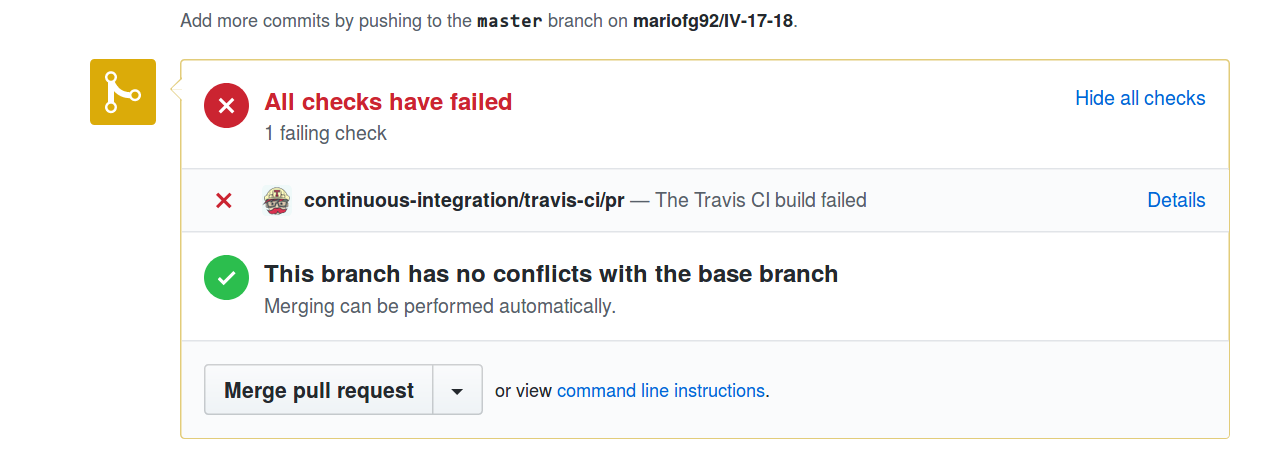 Add more commits by pushing to the master branch on mariofg92/IV-17-18.
All checks have failed
Hide all checks
1 failing check
continuous-integration/travis-ci/pr — The Travis CI build failed
Details
This branch has no conflicts with the base branch
Merging can be performed automatically.
Merge pull request
or view command line instructions.